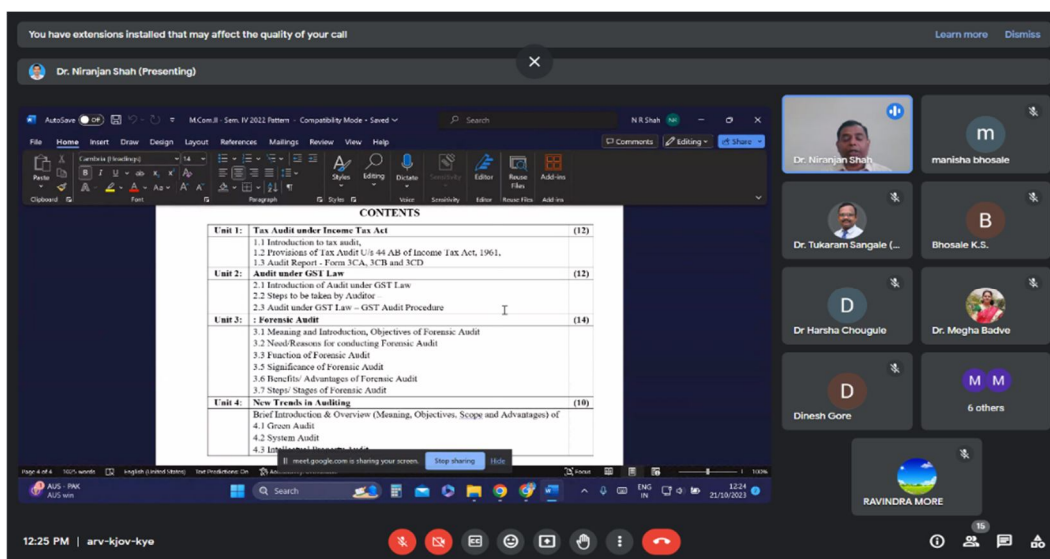 You have extensions installed that may affect the quality of your call
Learn more Dismiss
Dr. Niranjan Shah (Presenting)
AutoSave Off M.Com.II - Sem. IV 2022 Pattern - Compatibility Mode • Saved Search N R Shah NR
File Home Insert Draw Design Layout References Mailings Review View Help Comments Editing Share
Cambria (Headings) 14
Paste Styles Editing Dictate Sensitivity Editor Reuse Files Add-ins
Clipboard Font Paragraph Styles Voice Sensitivity Editor Reuse Files Add-ins
CONTENTS
Unit 1: Tax Audit under Income Tax Act (12)
1.1 Introduction to tax audit,
1.2 Provisions of Tax Audit U/s 44 AB of Income Tax Act, 1961,
1.3 Audit Report - Form 3CA, 3CB and 3CD
Unit 2: Audit under GST Law (12)
2.1 Introduction of Audit under GST Law
2.2 Steps to be taken by Auditor –
2.3 Audit under GST Law – GST Audit Procedure
Unit 3: : Forensic Audit (14)
3.1 Meaning and Introduction, Objectives of Forensic Audit
3.2 Need/Reasons for conducting Forensic Audit
3.3 Function of Forensic Audit
3.5 Significance of Forensic Audit
3.6 Benefits/ Advantages of Forensic Audit
3.7 Steps/ Stages of Forensic Audit
Unit 4: New Trends in Auditing (10)
Brief Introduction & Overview (Meaning, Objectives, Scope and Advantages) of
4.1 Green Audit
4.2 System Audit
4.3 Intellectual Property Audit
meet.google.com is sharing your screen. Stop sharing Hide
Page 4 of 4 1025 words English (United States) Text Predictions: On Focus 100%
AUS - PAK
AUS win
Search
ENG
IN
12:24
21/10/2023
Dr. Niranjan Shah
m
manisha bhosale
Dr. Tukaram Sangale (...
B
Bhosale K.S.
D
Dr Harsha Chougule
Dr. Megha Badve
D
Dinesh Gore
M M
6 others
RAVINDRA MORE
12:25 PM | arv-kjov-kye
15